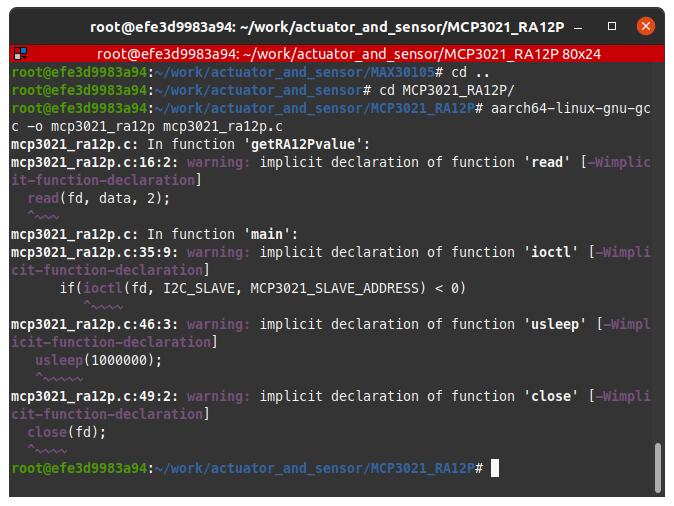 root@efe3d9983a94: ~/work/actuator_and_sensor/MCP3021_RA12P
root@efe3d9983a94: ~/work/actuator_and_sensor/MCP3021_RA12P 80x24
root@efe3d9983a94:~/work/actuator_and_sensor/MAX30105# cd ..
root@efe3d9983a94:~/work/actuator_and_sensor# cd MCP3021_RA12P/
root@efe3d9983a94:~/work/actuator_and_sensor/MCP3021_RA12P# aarch64-linux-gnu-gc
c -o mcp3021_ra12p mcp3021_ra12p.c
mcp3021_ra12p.c: In function 'getRA12Pvalue':
mcp3021_ra12p.c:16:2: warning: implicit declaration of function 'read' [-Wimplic
it-function-declaration]
  read(fd, data, 2);
  ^~~~
mcp3021_ra12p.c: In function 'main':
mcp3021_ra12p.c:35:9: warning: implicit declaration of function 'ioctl' [-Wimpli
cit-function-declaration]
      if(ioctl(fd, I2C_SLAVE, MCP3021_SLAVE_ADDRESS) < 0)
         ^~~~~
mcp3021_ra12p.c:46:3: warning: implicit declaration of function 'usleep' [-Wimpl
icit-function-declaration]
   usleep(1000000);
   ^~~~~~
mcp3021_ra12p.c:49:2: warning: implicit declaration of function 'close' [-Wimpli
cit-function-declaration]
  close(fd);
  ^~~~~
root@efe3d9983a94:~/work/actuator_and_sensor/MCP3021_RA12P#